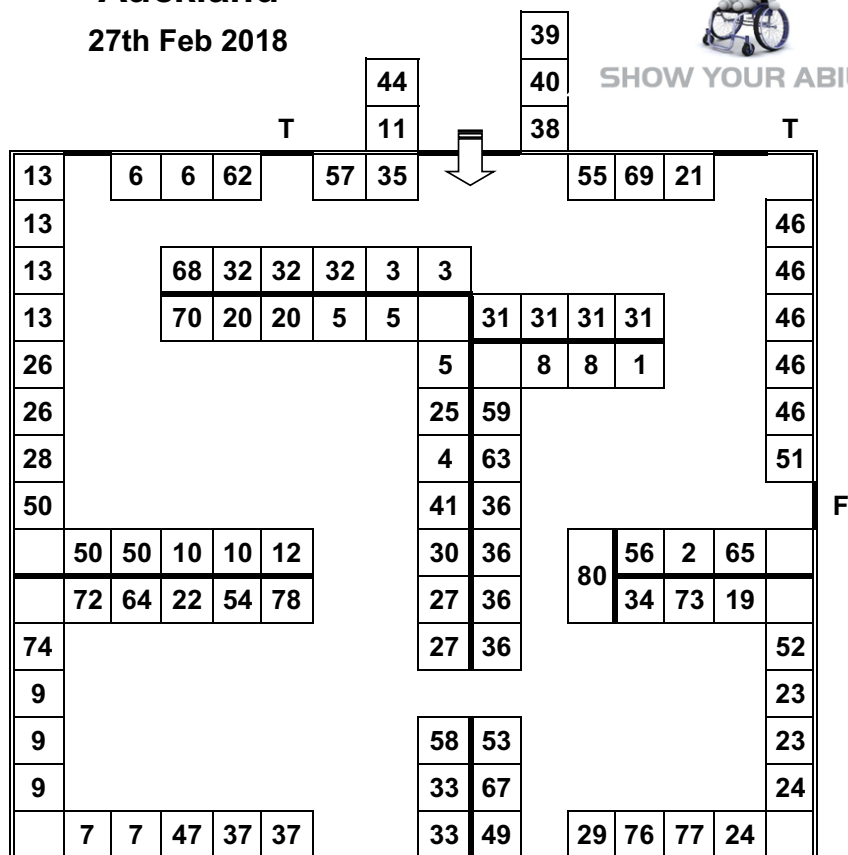 27th Feb 2018
39
44 40 SHOW YOUR ABI
T 11 38 T
13 6 6 62 57 35 55 69 21
13 46
13 68 32 32 32 3 3 46
13 70 20 20 5 5 31 31 31 31 46
26 5 8 8 1 46
26 25 59 46
28 4 63 51
50 41 36 F
50 50 10 10 12 30 36 80 56 2 65
72 64 22 54 78 27 36 34 73 19
74 27 36 52
9 23
9 58 53 23
9 33 67 24
7 7 47 37 37 33 49 29 76 77 24